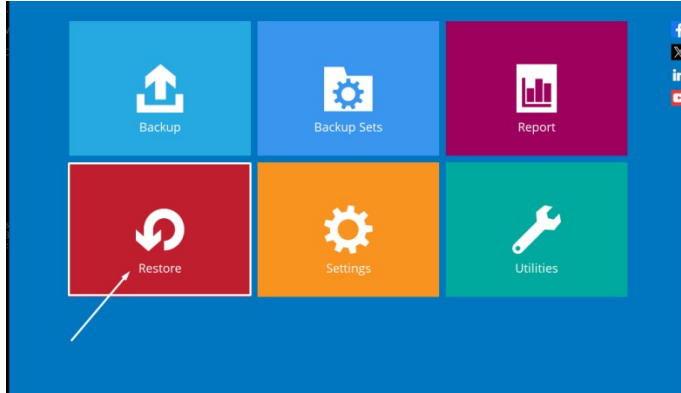 Backup
Backup Sets
Report
Restore
Settings
Utilities